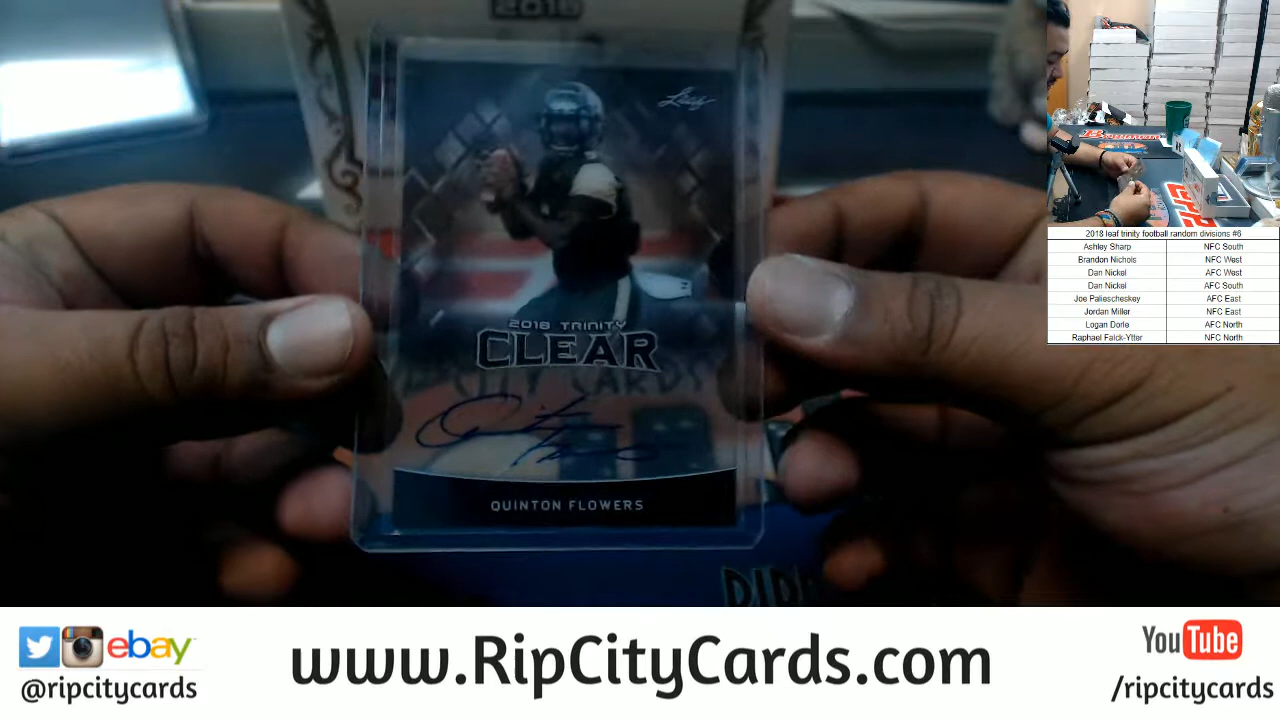 2018
Leaf
2018 TRINITY
CLEAR
CITY CARDS
QUINTON FLOWERS
2018 leaf trinity football random divisions #6
Ashley Sharp NFC South
Brandon Nichols NFC West
Dan Nickel AFC West
Dan Nickel AFC South
Joe Paliescheskey AFC East
Jordan Miller NFC East
Logan Dorle AFC North
Raphael Falck-Ytter NFC North
ebay
@ripcitycards
www.RipCityCards.com
YouTube
/ripcitycards